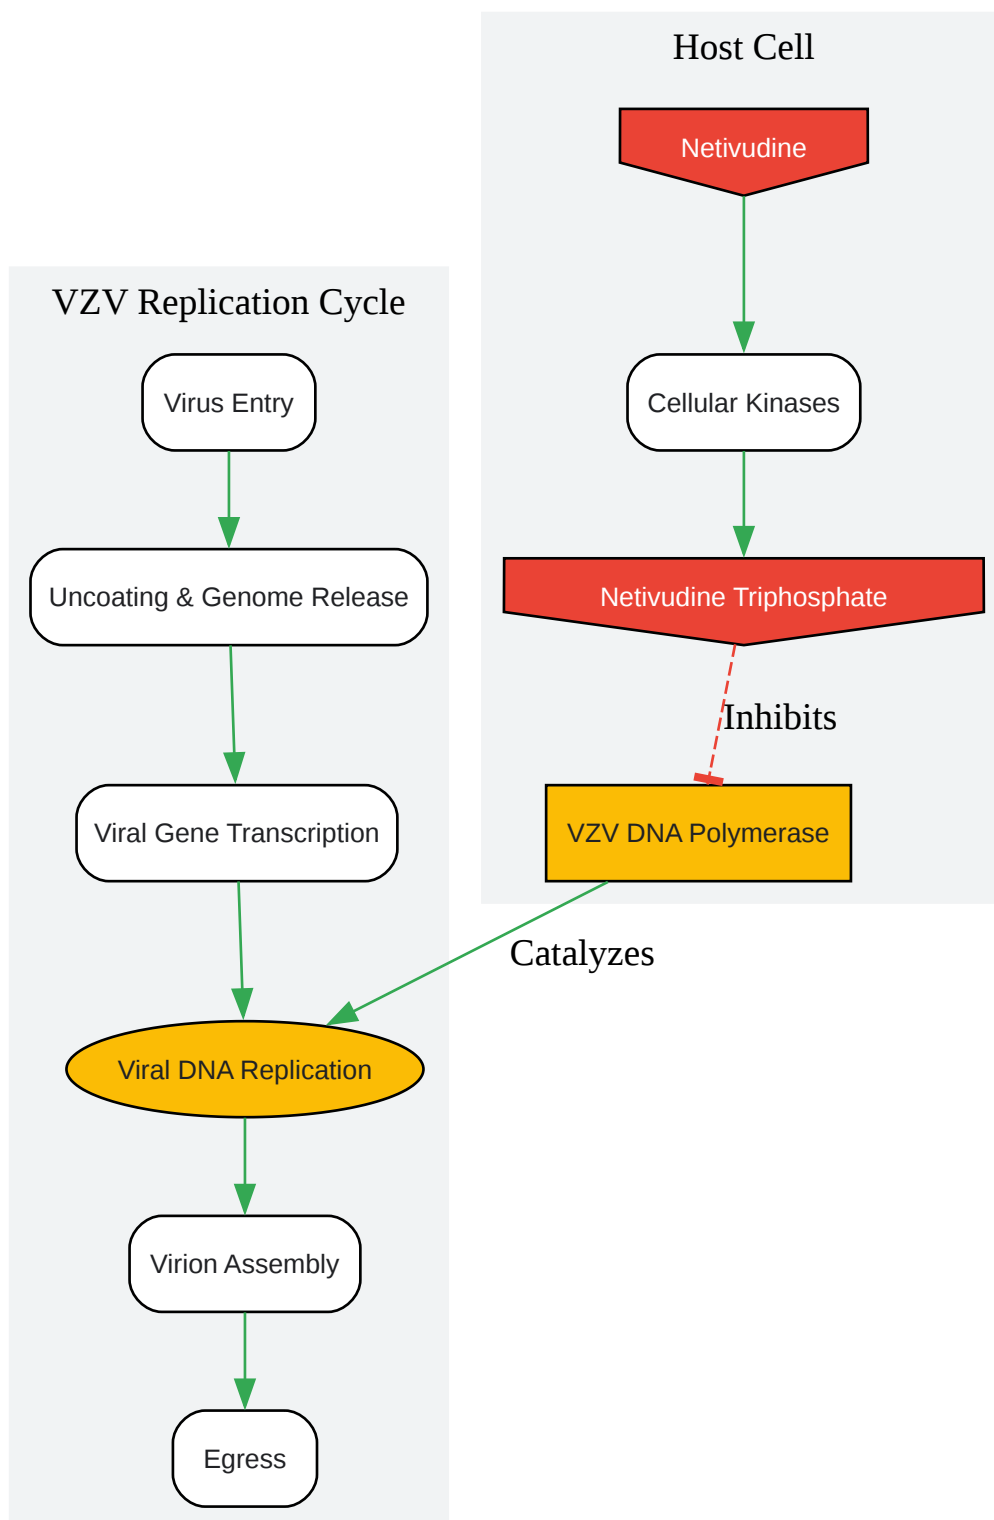 Host Cell
Netivudine
Cellular Kinases
Netivudine Triphosphate
Inhibits
VZV DNA Polymerase
Catalyzes
VZV Replication Cycle
Virus Entry
Uncoating & Genome Release
Viral Gene Transcription
Viral DNA Replication
Virion Assembly
Egress